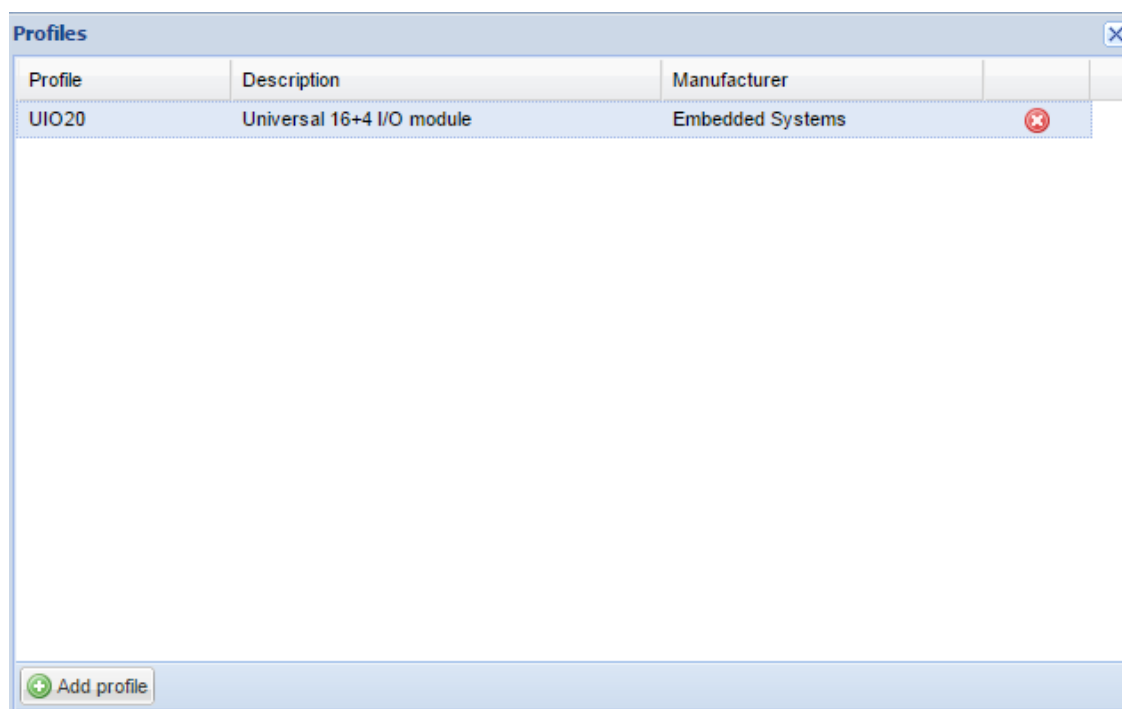 Profiles
Profile Description Manufacturer
UIO20 Universal 16+4 I/O module Embedded Systems
Add profile